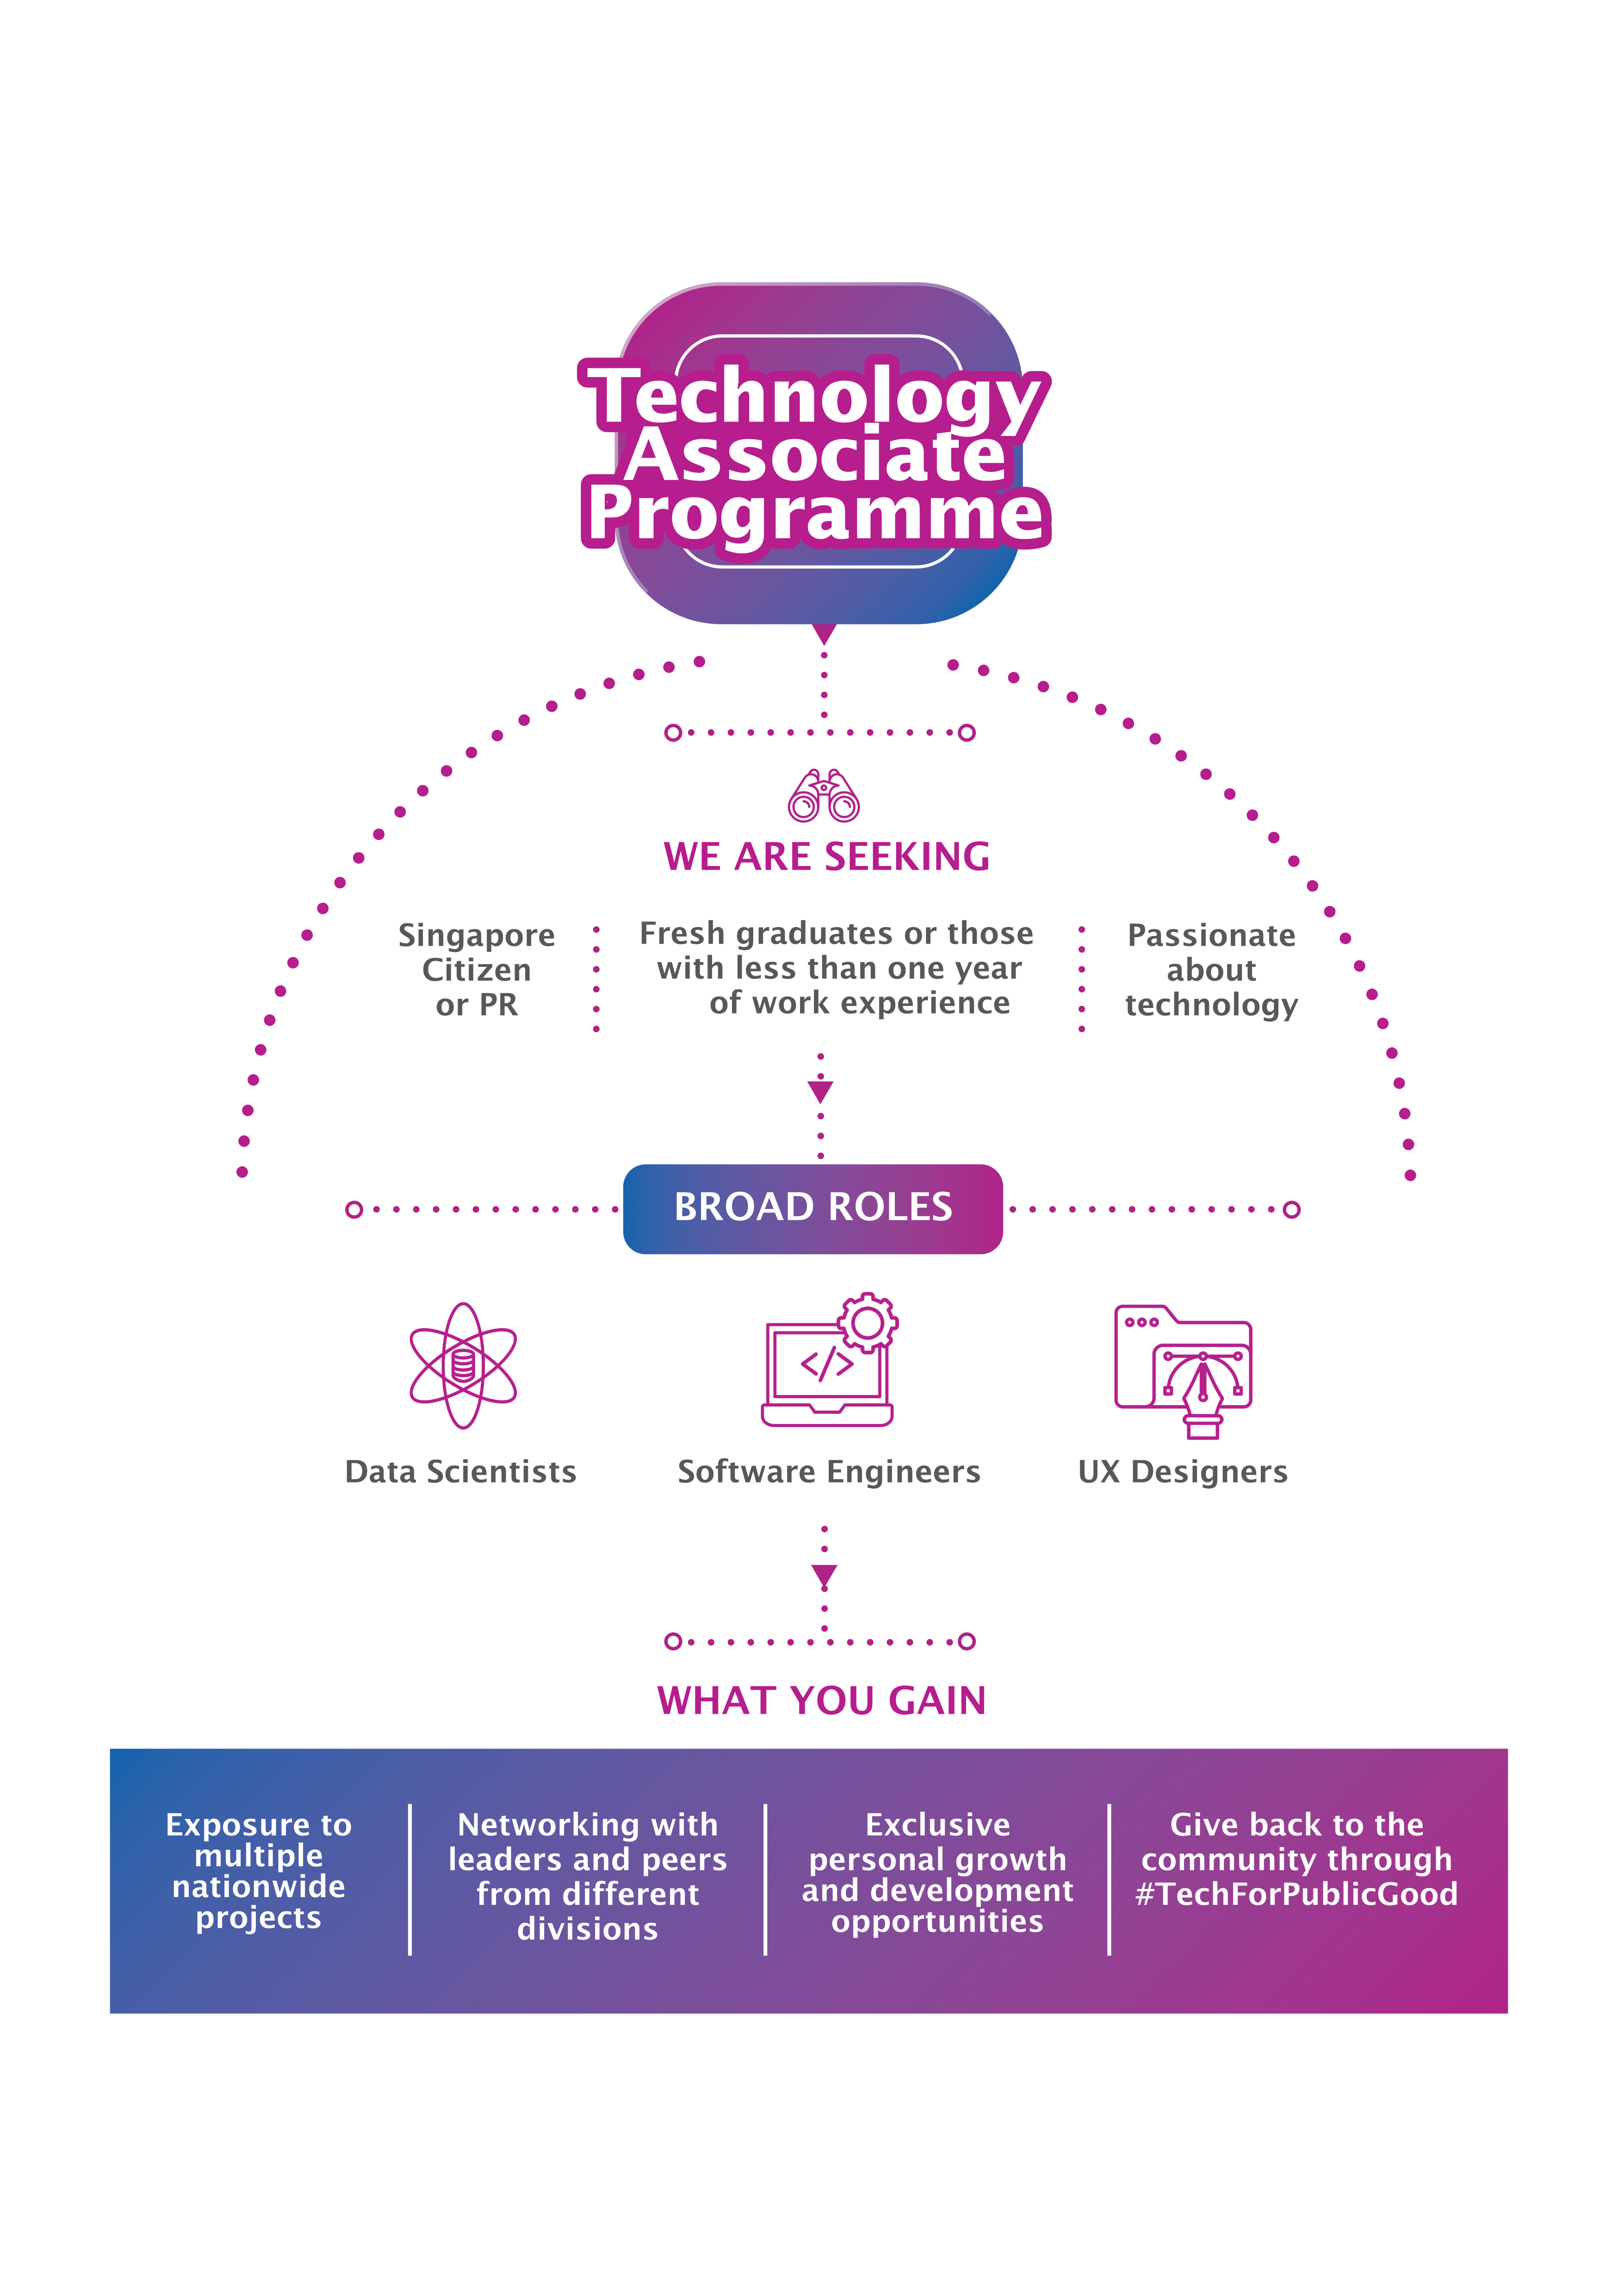 Technology
Associate
Programme
WE ARE SEEKING
Singapore
Citizen
or PR
Fresh graduates or those
with less than one year
of work experience
Passionate
about
technology
BROAD ROLES
</>
Data Scientists
Software Engineers
UX Designers
WHAT YOU GAIN
Exposure to
multiple
nationwide
projects
Networking with
leaders and peers
from different
divisions
Exclusive
personal growth
and development
opportunities
Give back to the
community through
#TechForPublicGood